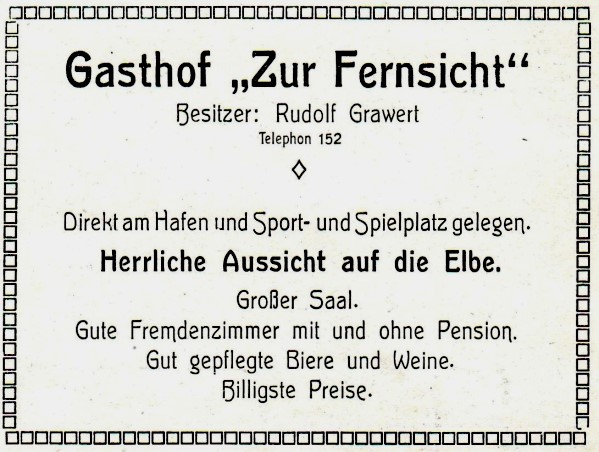 Gasthof „Zur Fernsicht“
Besitzer: Rudolf Grawert
Telephon 152
Direkt am Hafen und Sport- und Spielplatz gelegen.
Herrliche Aussicht auf die Elbe.
Großer Saal.
Gute Fremdenzimmer mit und ohne Pension.
Gut gepflegte Biere und Weine.
Billigste Preise.